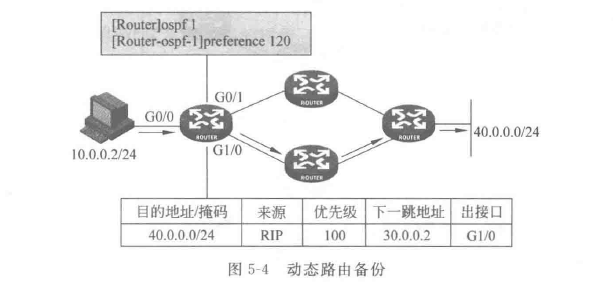 [Router]ospf 1
[Router-ospf-1]preference 120
G0/1
G0/0
ROUTER
ROUTER
ROUTER
40.0.0.0/24
10.0.0.2/24
G1/0
ROUTER
目的地址/掩码 来源 优先级 下一跳地址 出接口
40.0.0.0/24 RIP 100 30.0.0.2 G1/0
图 5-4 动态路由备份